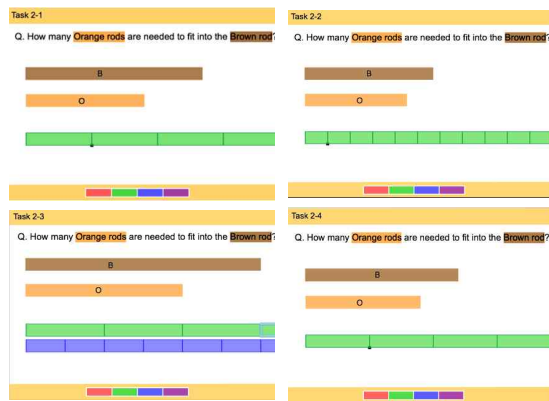 Task 2-1
Q. How many Orange rods are needed to fit into the Brown rod?
B
O
Task 2-2
Q. How many Orange rods are needed to fit into the Brown rod?
B
O
Task 2-3
Q. How many Orange rods are needed to fit into the Brown rod?
B
O
Task 2-4
Q. How many Orange rods are needed to fit into the Brown rod?
B
O